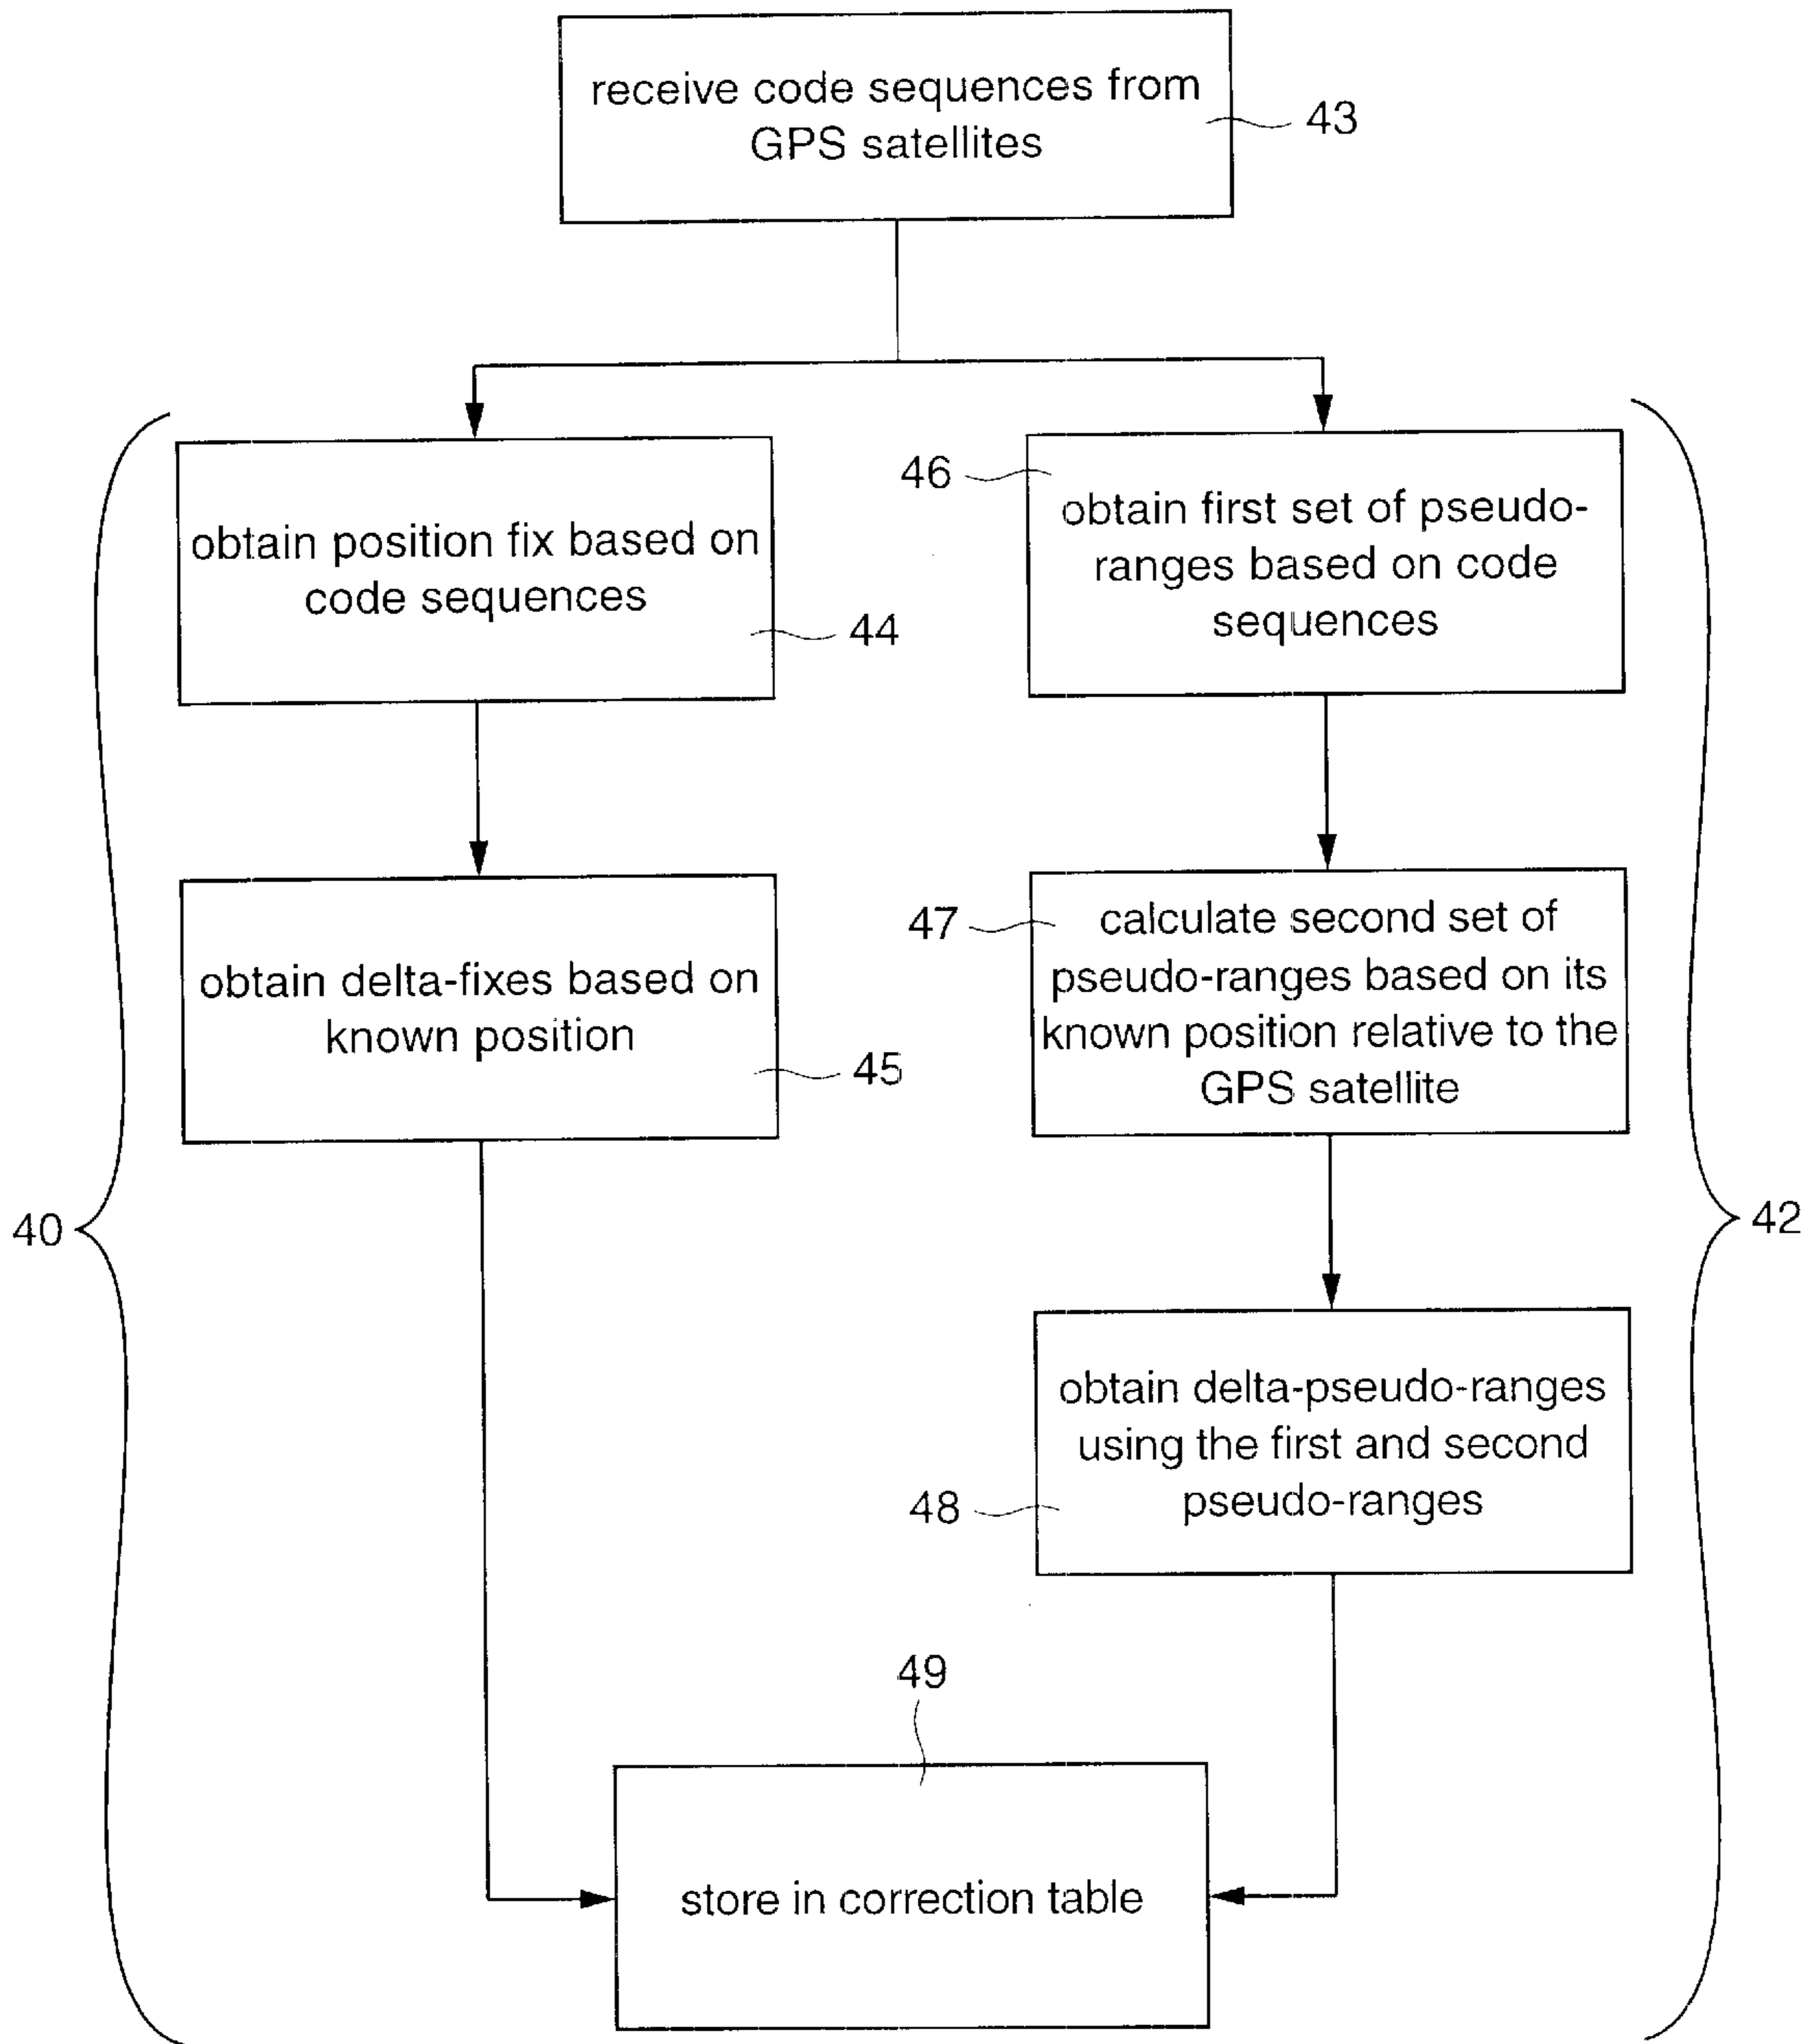 receive code sequences from
GPS satellites
43
obtain position fix based on
code sequences
44
46
obtain first set of pseudo-
ranges based on code
sequences
obtain delta-fixes based on
known position
45
47
calculate second set of
pseudo-ranges based on its
known position relative to the
GPS satellite
40
42
obtain delta-pseudo-ranges
using the first and second
pseudo-ranges
48
49
store in correction table